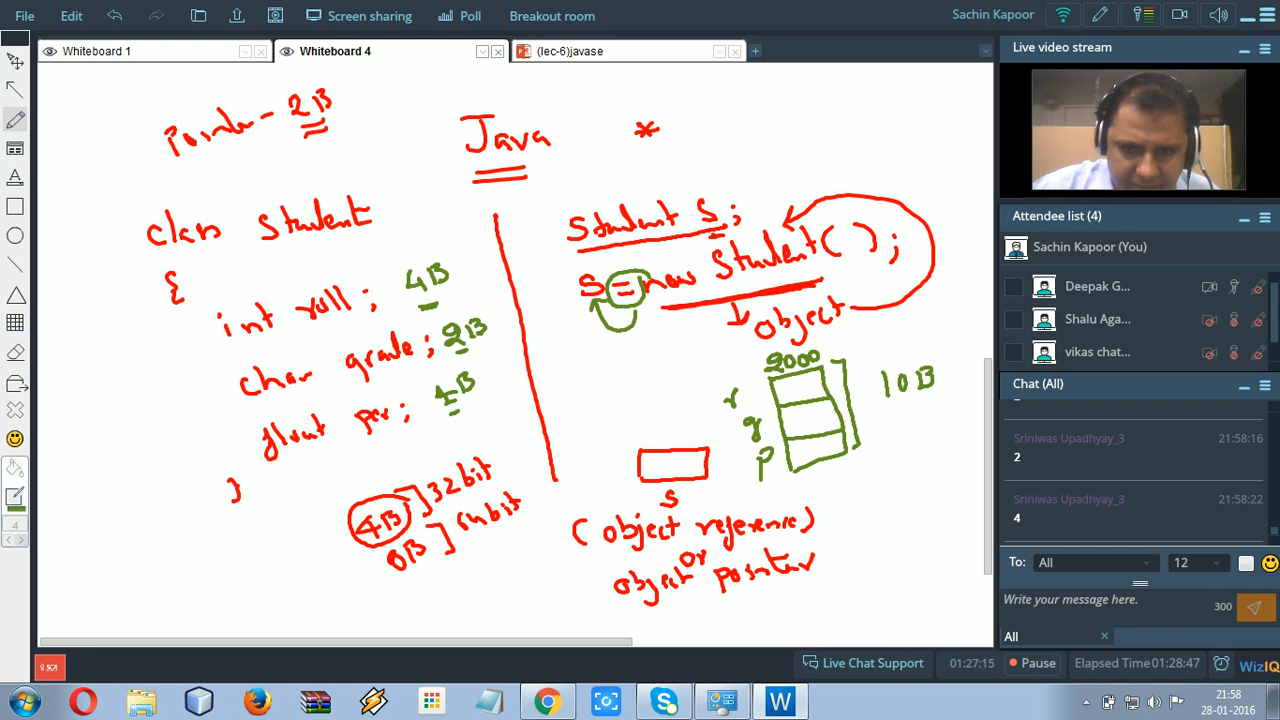 File Edit Screen sharing Poll Breakout room Sachin Kapoor
Whiteboard 1 Whiteboard 4 (lec-6)javase
Live video stream
Pointer - 2B
Java *
class Student
{
int roll ; 4B
char grade ; 2B
float per ; 4B
}
4B ] 32bit
8B ] 64bit
Student s ;
s = new Student( ) ;
object
2000
r
g
p
10B
s
( object reference )
or
object pointer
Attendee list (4)
Sachin Kapoor (You)
Deepak G...
Shalu Aga...
vikas chat...
Chat (All)
Sriniwas Upadhyay_3 21:58:16
2
Sriniwas Upadhyay_3 21:58:22
4
To: All 12
Write your message here. 300
All
4
Live Chat Support 01:27:15 Pause Elapsed Time 01:28:47 WizIQ
21:58
28-01-2016